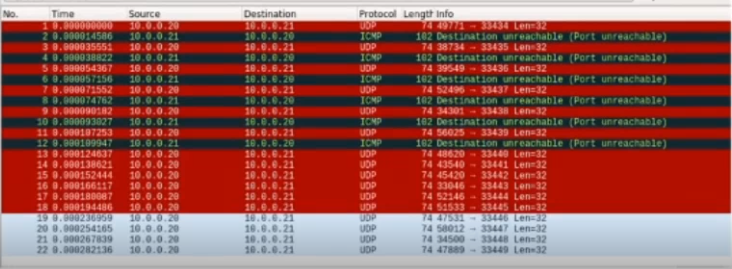 No. Time Source Destination Protocol Length Info
1 0.000000000 10.0.0.20 10.0.0.21 UDP 74 49771 → 33434 Len=32
2 0.000014586 10.0.0.21 10.0.0.20 ICMP 102 Destination unreachable (Port unreachable)
3 0.000035551 10.0.0.20 10.0.0.21 UDP 74 38734 → 33435 Len=32
4 0.000038822 10.0.0.21 10.0.0.20 ICMP 102 Destination unreachable (Port unreachable)
5 0.000054367 10.0.0.20 10.0.0.21 UDP 74 39549 → 33436 Len=32
6 0.000057156 10.0.0.21 10.0.0.20 ICMP 102 Destination unreachable (Port unreachable)
7 0.000071552 10.0.0.20 10.0.0.21 UDP 74 52496 → 33437 Len=32
8 0.000074762 10.0.0.21 10.0.0.20 ICMP 102 Destination unreachable (Port unreachable)
9 0.000090182 10.0.0.20 10.0.0.21 UDP 74 34301 → 33438 Len=32
10 0.000093027 10.0.0.21 10.0.0.20 ICMP 102 Destination unreachable (Port unreachable)
11 0.000107253 10.0.0.20 10.0.0.21 UDP 74 56025 → 33439 Len=32
12 0.000109947 10.0.0.21 10.0.0.20 ICMP 102 Destination unreachable (Port unreachable)
13 0.000124637 10.0.0.20 10.0.0.21 UDP 74 48620 → 33440 Len=32
14 0.000138621 10.0.0.20 10.0.0.21 UDP 74 43540 → 33441 Len=32
15 0.000152444 10.0.0.20 10.0.0.21 UDP 74 45420 → 33442 Len=32
16 0.000166117 10.0.0.20 10.0.0.21 UDP 74 33046 → 33443 Len=32
17 0.000180087 10.0.0.20 10.0.0.21 UDP 74 52146 → 33444 Len=32
18 0.000194486 10.0.0.20 10.0.0.21 UDP 74 51533 → 33445 Len=32
19 0.000236959 10.0.0.20 10.0.0.21 UDP 74 47531 → 33446 Len=32
20 0.000254165 10.0.0.20 10.0.0.21 UDP 74 58012 → 33447 Len=32
21 0.000267839 10.0.0.20 10.0.0.21 UDP 74 34500 → 33448 Len=32
22 0.000282136 10.0.0.20 10.0.0.21 UDP 74 47889 → 33449 Len=32